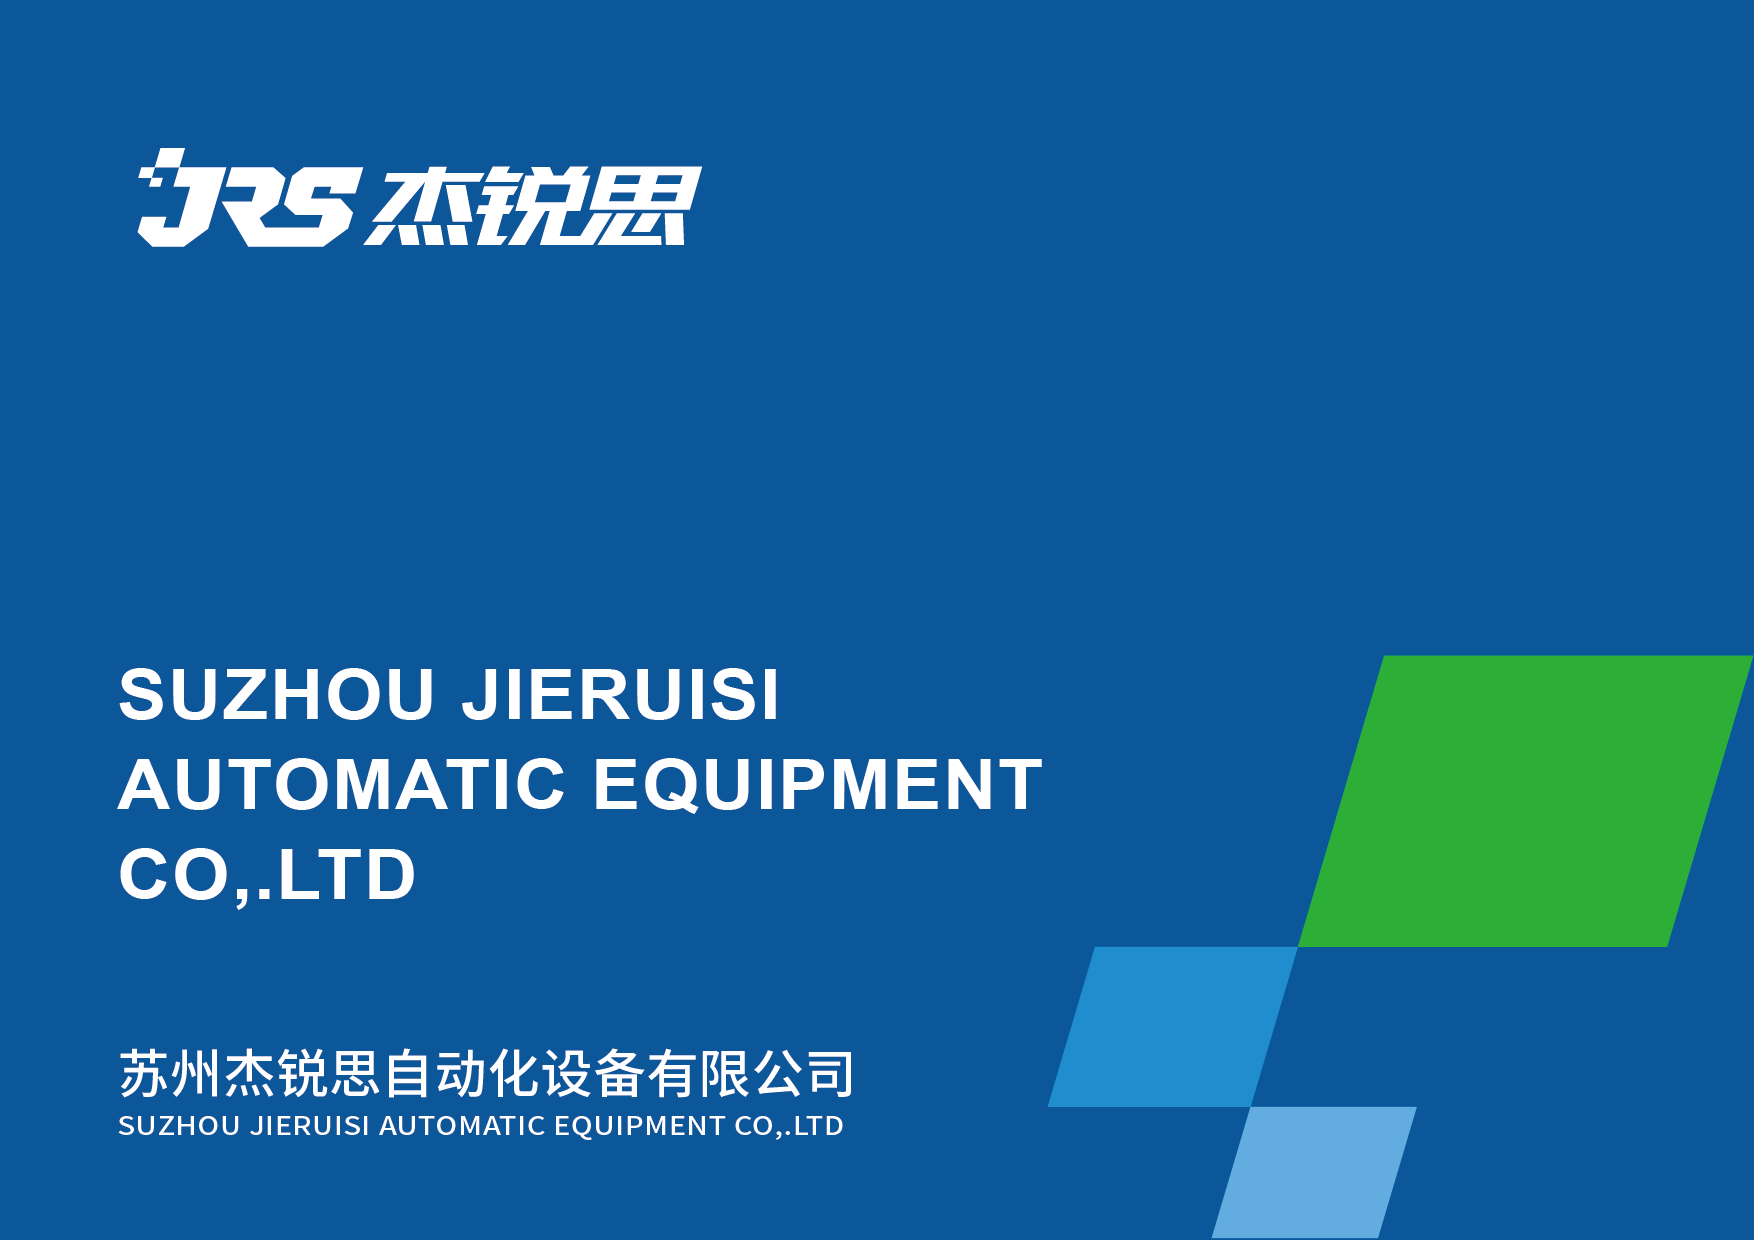 JRS 杰锐思
SUZHOU JIERUISI
AUTOMATIC EQUIPMENT
CO,.LTD
苏州杰锐思自动化设备有限公司
SUZHOU JIERUISI AUTOMATIC EQUIPMENT CO,.LTD